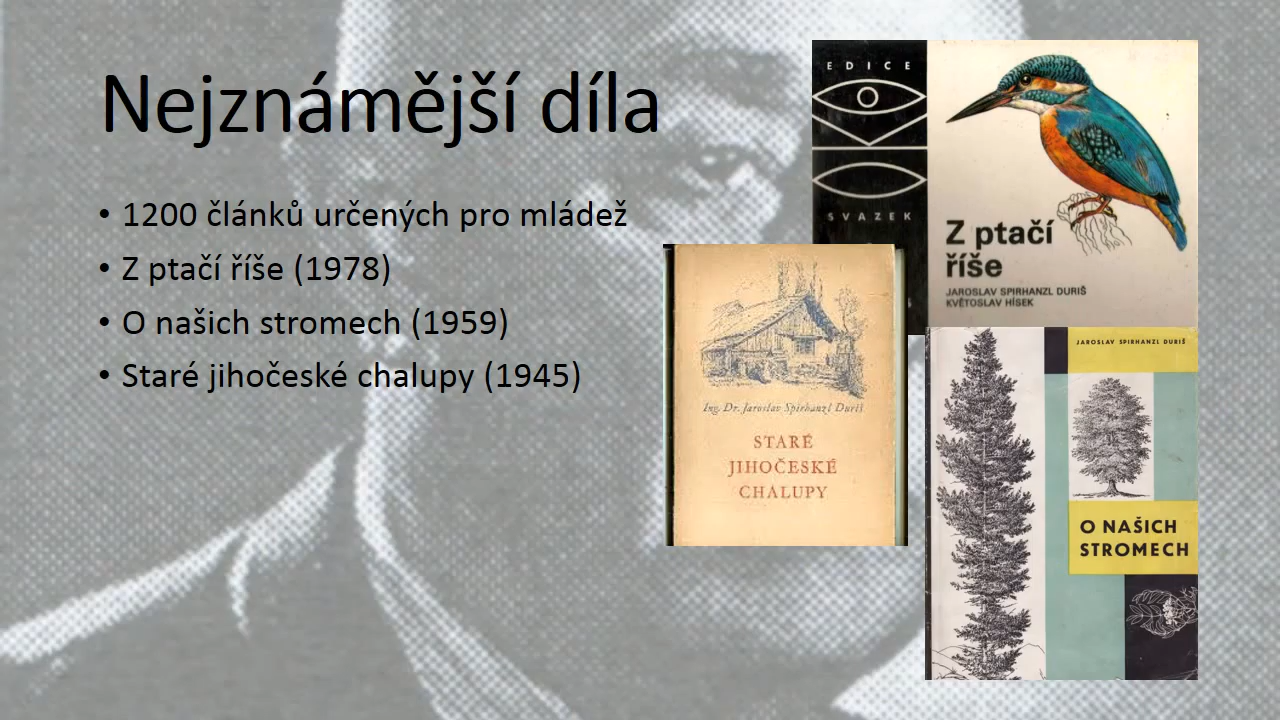 Nejznámější díla
• 1200 článků určených pro mládež
• Z ptačí říše (1978)
• O našich stromech (1959)
• Staré jihočeské chalupy (1945)
EDICE
SVAZEK
Z ptačí
říše
JAROSLAV SPIRHANZL DURIŠ
KVĚTOSLAV HÍSEK
Ing. Dr. Jaroslav Spirhanzl Duriš
STARÉ
JIHOČESKÉ
CHALUPY
JAROSLAV SPIRHANZL DURIŠ
O NAŠICH
STROMECH